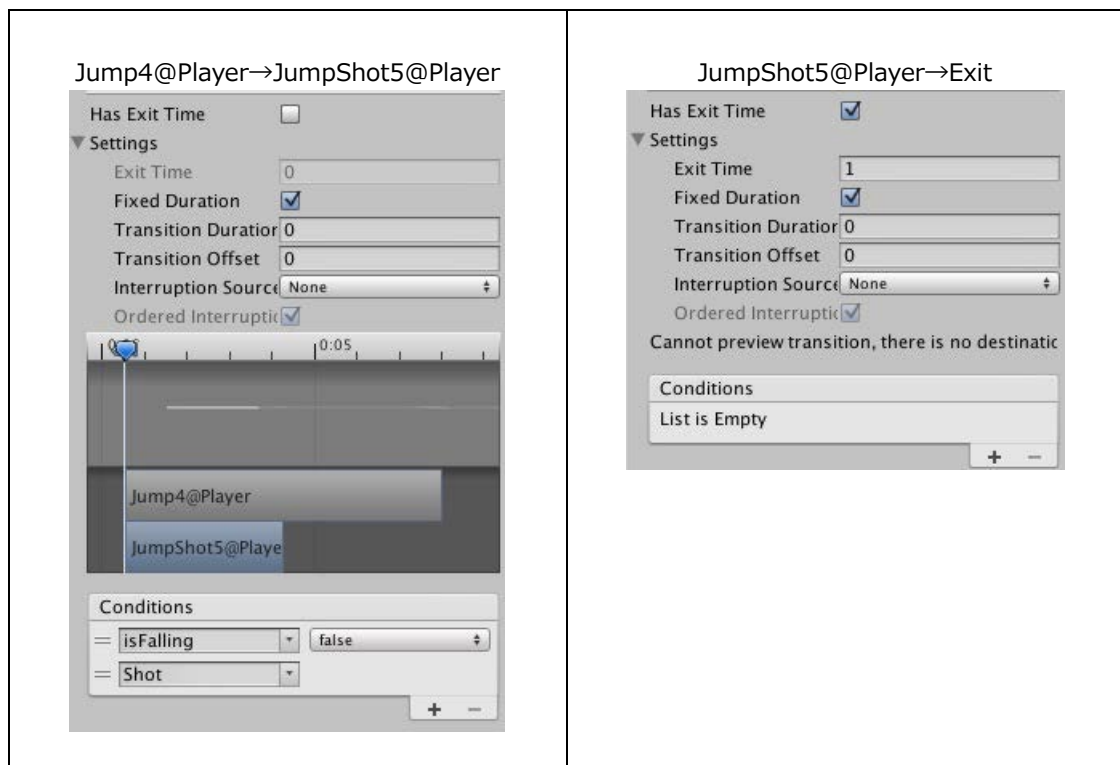 Jump4@Player→JumpShot5@Player
Has Exit Time
Settings
Exit Time 0
Fixed Duration
Transition Duratior 0
Transition Offset 0
Interruption Source None
Ordered Interruptic
0:05
Jump4@Player
JumpShot5@Playe
Conditions
= isFalling false
= Shot
+ −
JumpShot5@Player→Exit
Has Exit Time
Settings
Exit Time 1
Fixed Duration
Transition Duratior 0
Transition Offset 0
Interruption Source None
Ordered Interruptic
Cannot preview transition, there is no destinatic
Conditions
List is Empty
+ −